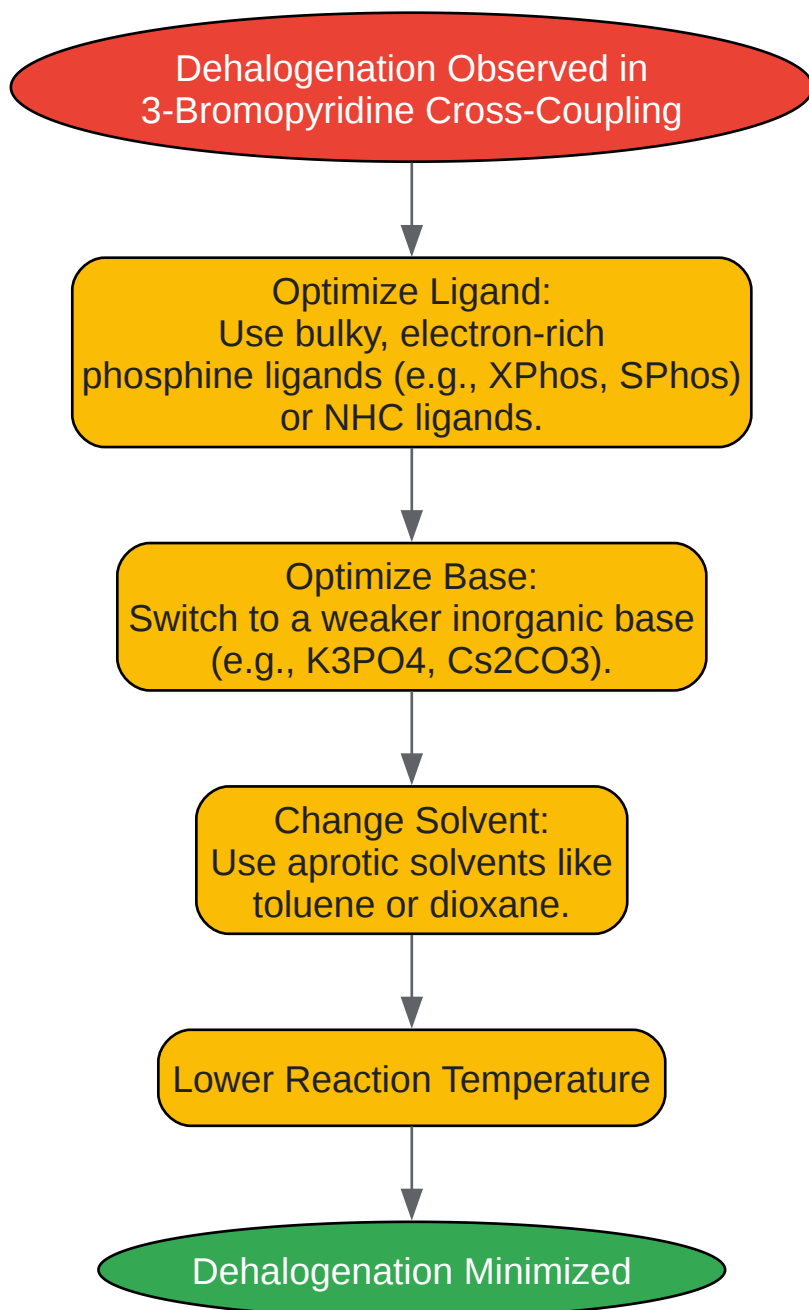 Dehalogenation Observed in
3-Bromopyridine Cross-Coupling
Optimize Ligand:
Use bulky, electron-rich
phosphine ligands (e.g., XPhos, SPhos)
or NHC ligands.
Optimize Base:
Switch to a weaker inorganic base
(e.g., K3PO4, Cs2CO3).
Change Solvent:
Use aprotic solvents like
toluene or dioxane.
Lower Reaction Temperature
Dehalogenation Minimized